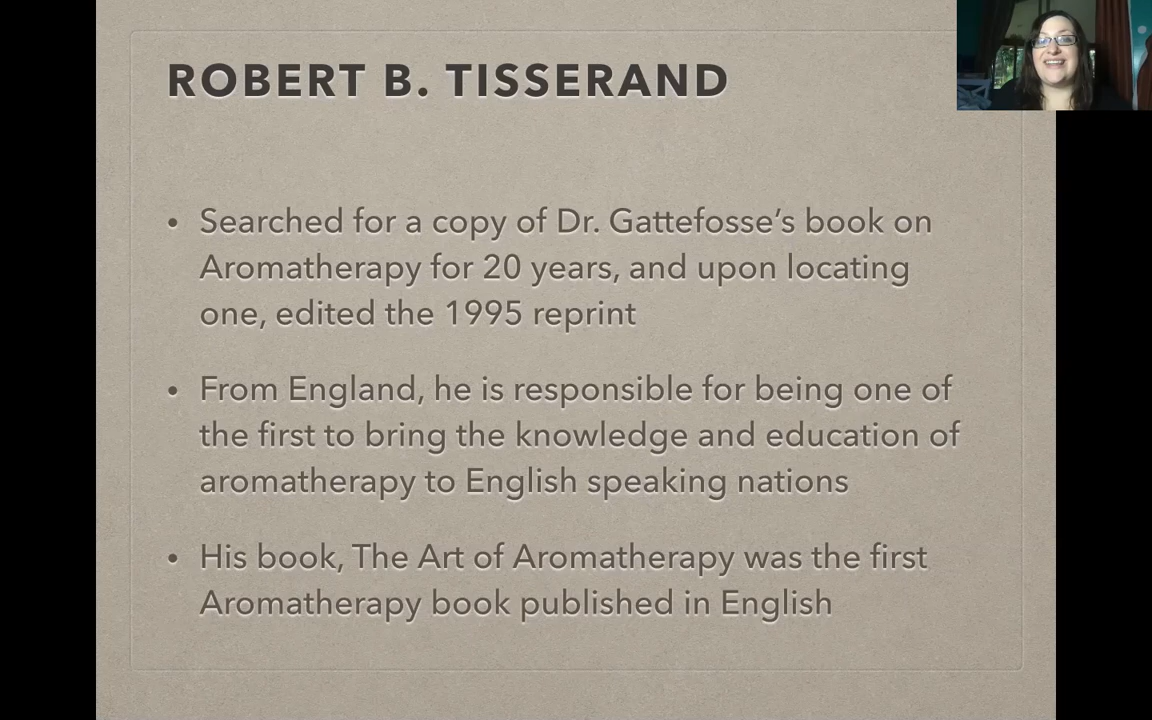 ROBERT B. TISSERAND
• Searched for a copy of Dr. Gattefosse’s book on
Aromatherapy for 20 years, and upon locating
one, edited the 1995 reprint
• From England, he is responsible for being one of
the first to bring the knowledge and education of
aromatherapy to English speaking nations
• His book, The Art of Aromatherapy was the first
Aromatherapy book published in English